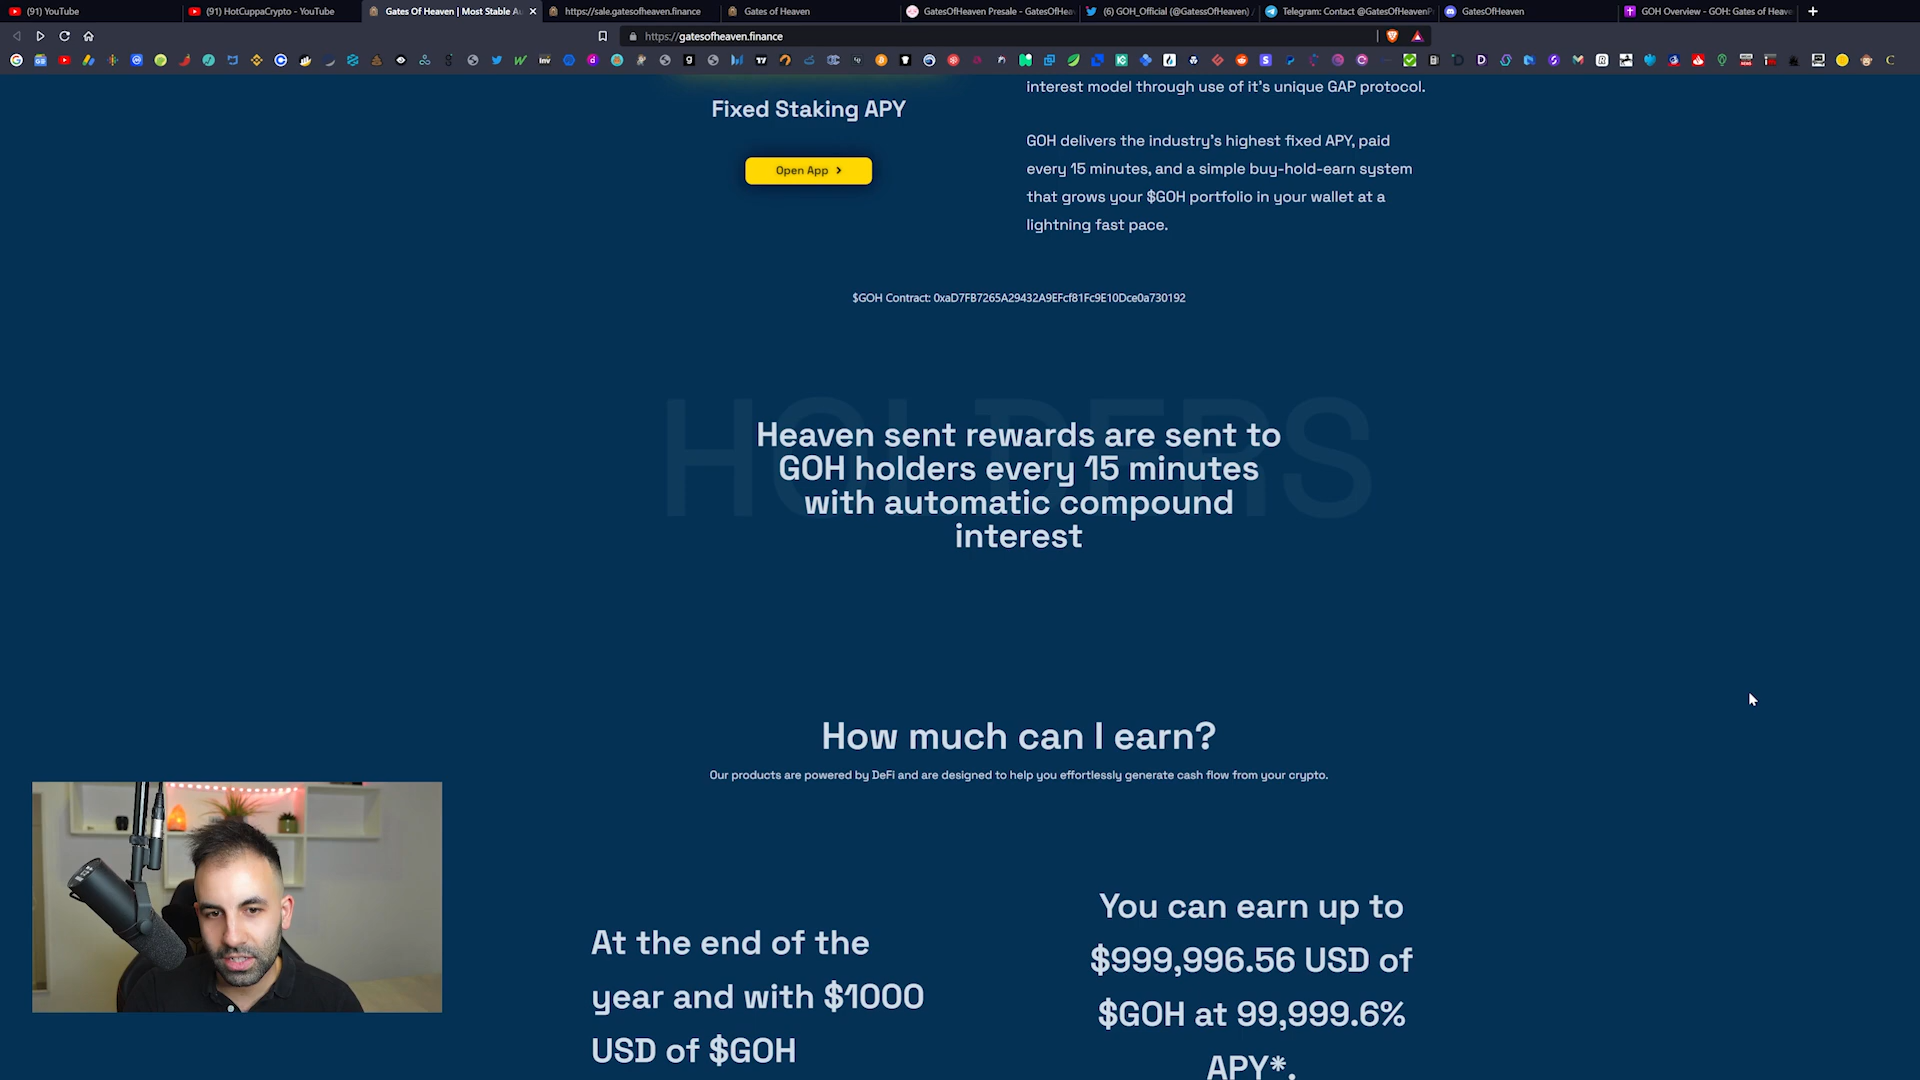 (91) YouTube
(91) HotCuppaCrypto - YouTube
Gates Of Heaven | Most Stable Au
https://sale.gatesofheaven.finance
Gates of Heaven
GatesOfHeaven Presale - GatesOfHea
(6) GOH_Official (@GatessOfHeaven) /
Telegram: Contact @GatesOfHeavenP
GatesOfHeaven
GOH Overview - GOH: Gates of Heave
https://gatesofheaven.finance
interest model through use of it's unique GAP protocol.
Fixed Staking APY
Open App >
GOH delivers the industry's highest fixed APY, paid
every 15 minutes, and a simple buy-hold-earn system
that grows your $GOH portfolio in your wallet at a
lightning fast pace.
$GOH Contract: 0xaD7FB7265A29432A9EFcf81Fc9E10Dce0a730192
HOLDERS
Heaven sent rewards are sent to
GOH holders every 15 minutes
with automatic compound
interest
How much can I earn?
Our products are powered by DeFi and are designed to help you effortlessly generate cash flow from your crypto.
At the end of the
year and with $1000
USD of $GOH
You can earn up to
$999,996.56 USD of
$GOH at 99,999.6%
APY*.